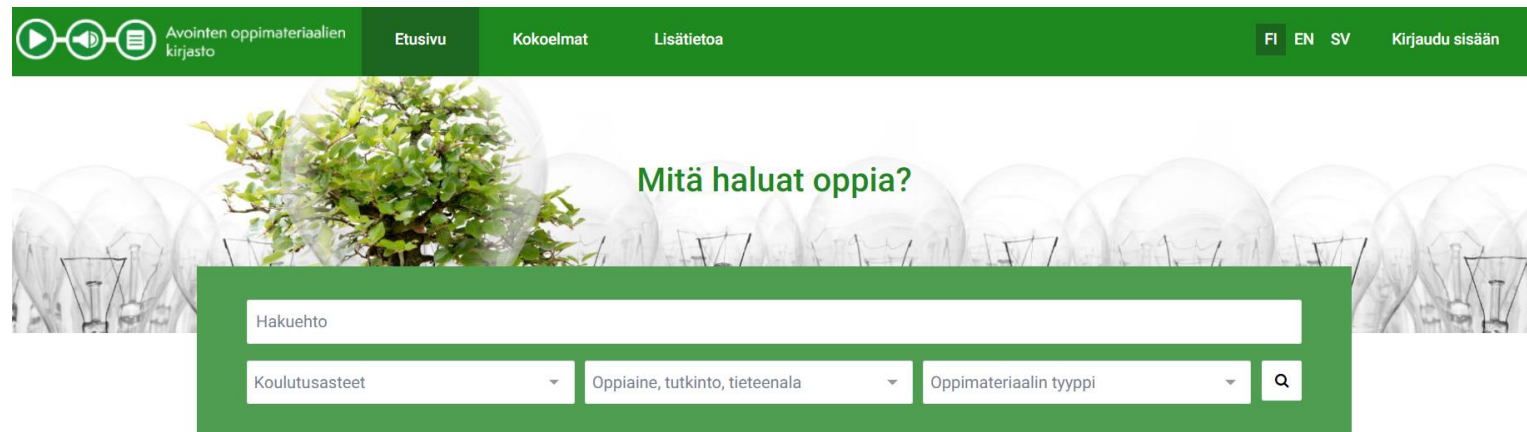 Avointen oppimateriaalien
kirjasto
Etusivu
Kokoelmat
Lisätietoa
FI EN SV
Kirjaudu sisään
Mitä haluat oppia?
Hakuehto
Koulutusasteet
Oppiaine, tutkinto, tieteenala
Oppimateriaalin tyyppi